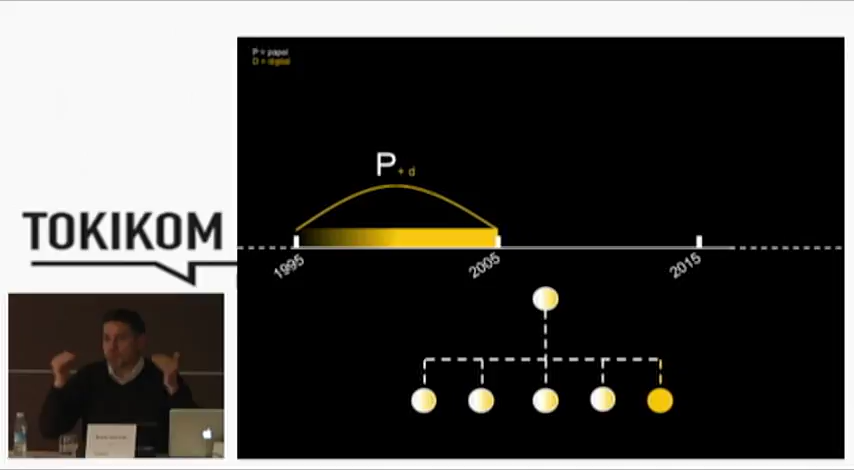 P = papel
D = digital
P + d
TOKIKOM
1995
2005
2015